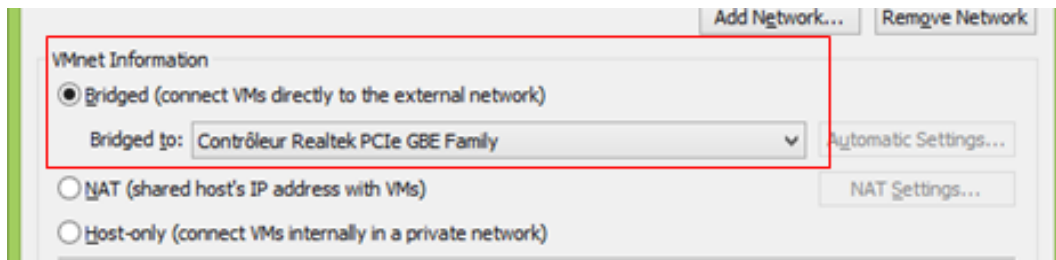 Add Network... Remove Network
VMnet Information
Bridged (connect VMs directly to the external network)
Bridged to: Contrôleur Realtek PCIe GBE Family Automatic Settings...
NAT (shared host's IP address with VMs) NAT Settings...
Host-only (connect VMs internally in a private network)